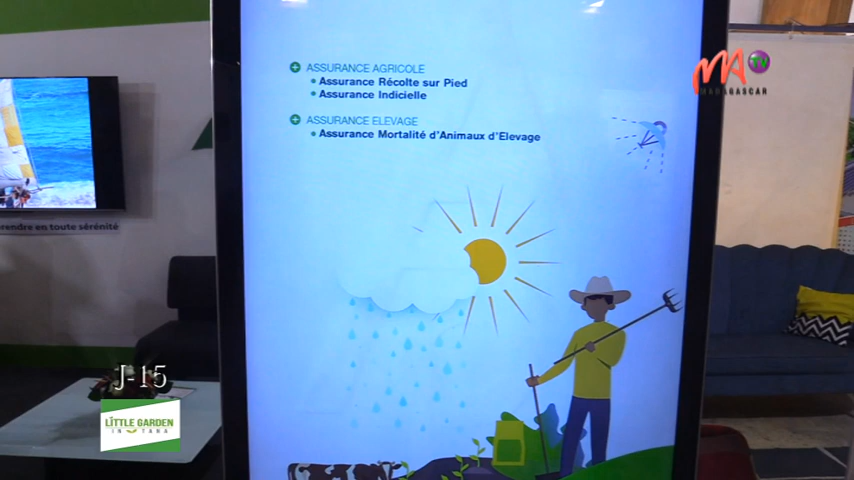 ASSURANCE AGRICOLE
• Assurance Récolte sur Pied
• Assurance Indicielle
ASSURANCE ELEVAGE
• Assurance Mortalité d'Animaux d'Elevage
MA TV
MADAGASCAR
rendre en toute sérénité
J-15
LITTLE GARDEN
IN TANA